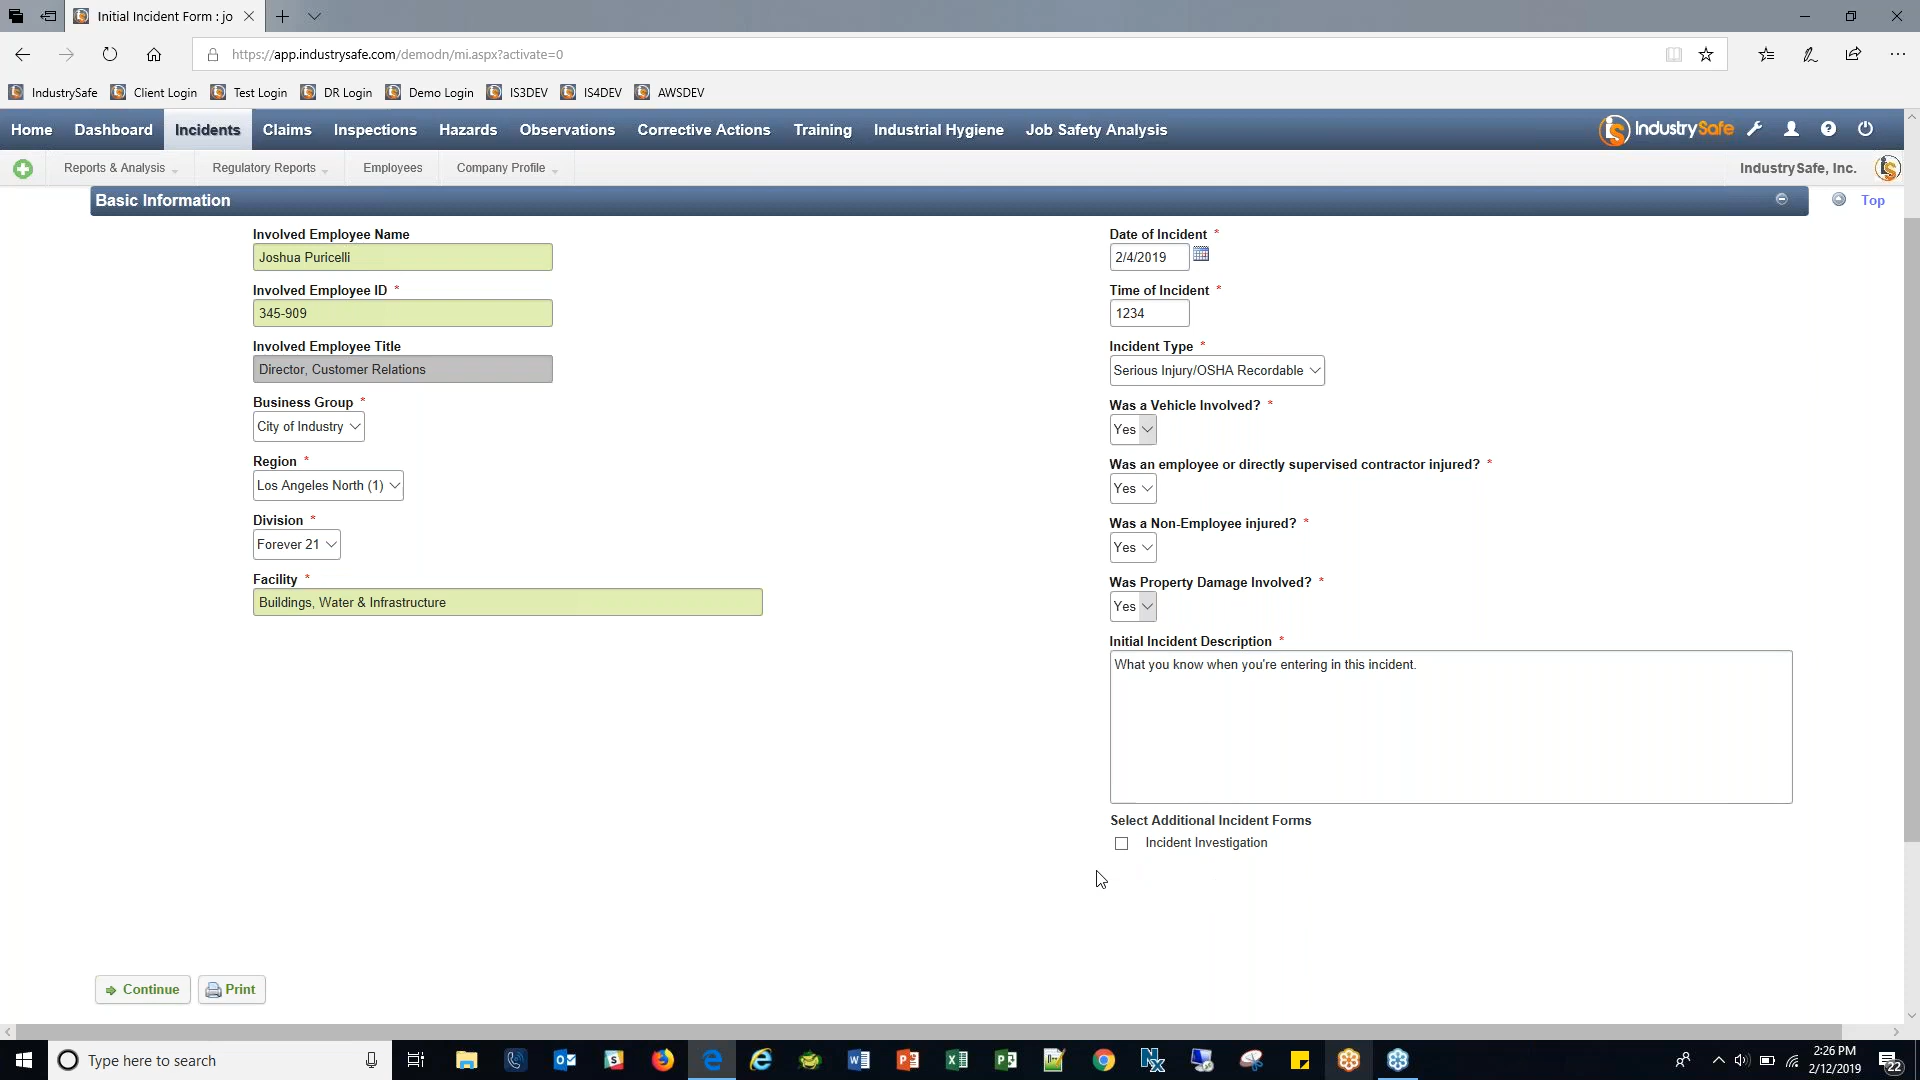 Initial Incident Form : jo
https://app.industrysafe.com/demodn/mi.aspx?activate=0
IndustrySafe Client Login Test Login DR Login Demo Login IS3DEV IS4DEV AWSDEV
Home Dashboard Incidents Claims Inspections Hazards Observations Corrective Actions Training Industrial Hygiene Job Safety Analysis IndustrySafe
Reports & Analysis Regulatory Reports Employees Company Profile IndustrySafe, Inc.
Basic Information
Top
Involved Employee Name
Joshua Puricelli
Involved Employee ID *
345-909
Involved Employee Title
Director, Customer Relations
Business Group *
City of Industry
Region *
Los Angeles North (1)
Division *
Forever 21
Facility *
Buildings, Water & Infrastructure
Date of Incident *
2/4/2019
Time of Incident *
1234
Incident Type *
Serious Injury/OSHA Recordable
Was a Vehicle Involved? *
Yes
Was an employee or directly supervised contractor injured? *
Yes
Was a Non-Employee injured? *
Yes
Was Property Damage Involved? *
Yes
Initial Incident Description *
What you know when you're entering in this incident.
Select Additional Incident Forms
Incident Investigation
Continue Print
Type here to search
2:26 PM
2/12/2019
22